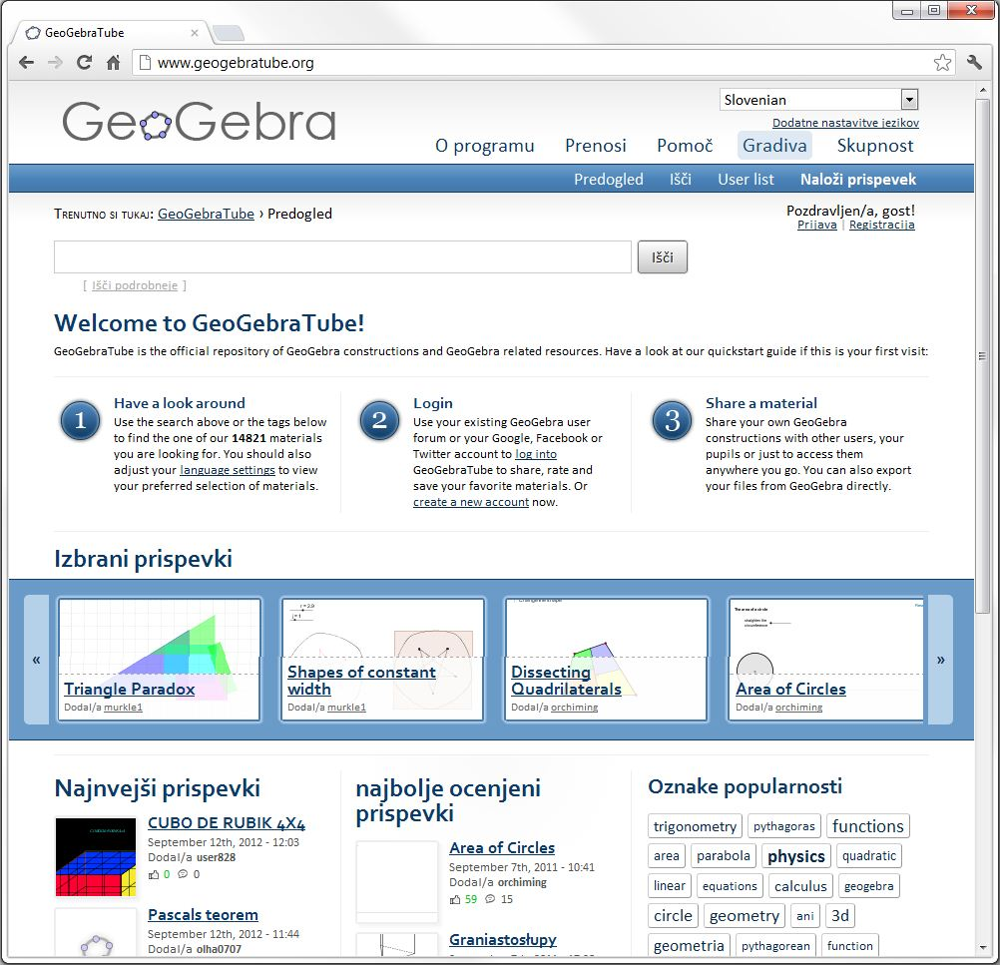 GeoGebraTube
www.geogebratube.org
GeoGebra
Slovenian
Dodatne nastavitve jezikov
O programu Prenosi Pomoč Gradiva Skupnost
Predogled Išči User list Naloži prispevek
Trenutno si tukaj: GeoGebraTube › Predogled
Pozdravljen/a, gost!
Prijava | Registracija
Išči
[ Išči podrobneje ]
Welcome to GeoGebraTube!
GeoGebraTube is the official repository of GeoGebra constructions and GeoGebra related resources. Have a look at our quickstart guide if this is your first visit:
1
Have a look around
Use the search above or the tags below
to find the one of our 14821 materials
you are looking for. You should also
adjust your language settings to view
your preferred selection of materials.
2
Login
Use your existing GeoGebra user
forum or your Google, Facebook or
Twitter account to log into
GeoGebraTube to share, rate and
save your favorite materials. Or
create a new account now.
3
Share a material
Share your own GeoGebra
constructions with other users, your
pupils or just to access them
anywhere you go. You can also export
your files from GeoGebra directly.
Izbrani prispevki
«
Triangle Paradox
Dodal/a murkle1
r = 2.9
j = 1
Shapes of constant
width
Dodal/a murkle1
Dissecting
Quadrilaterals
Dodal/a orchiming
The area of a circle
straighten the
circumference
Area of Circles
Dodal/a orchiming
»
Najnvejši prispevki
CUBO DE RUBIK 4X4
September 12th, 2012 - 12:03
Dodal/a user828
0 0
Pascals teorem
September 12th, 2012 - 11:44
Dodal/a olha0707
najbolje ocenjeni
prispevki
Area of Circles
September 7th, 2011 - 10:41
Dodal/a orchiming
59 15
Graniastosłupy
Oznake popularnosti
trigonometry pythagoras functions
area parabola physics quadratic
linear equations calculus geogebra
circle geometry ani 3d
geometria pythagorean function